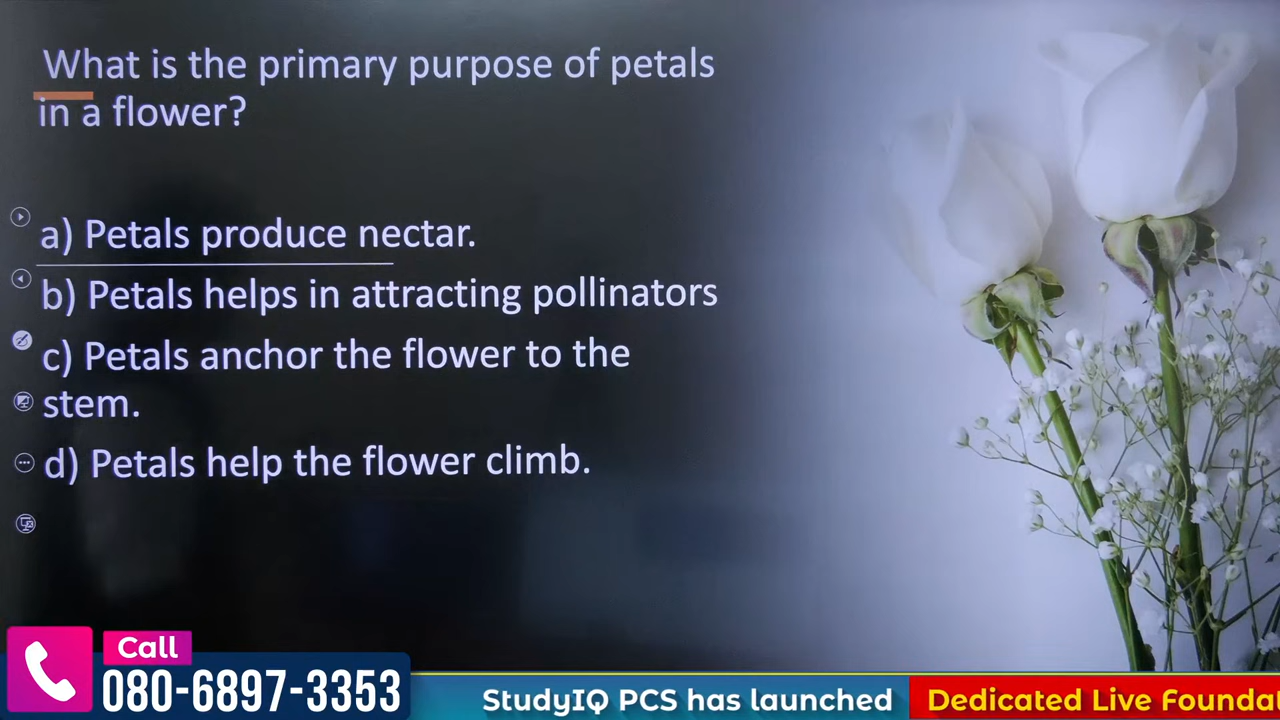 What is the primary purpose of petals
in a flower?
a) Petals produce nectar.
b) Petals helps in attracting pollinators
c) Petals anchor the flower to the
stem.
d) Petals help the flower climb.
Call
080-6897-3353
StudyIQ PCS has launched
Dedicated Live Founda